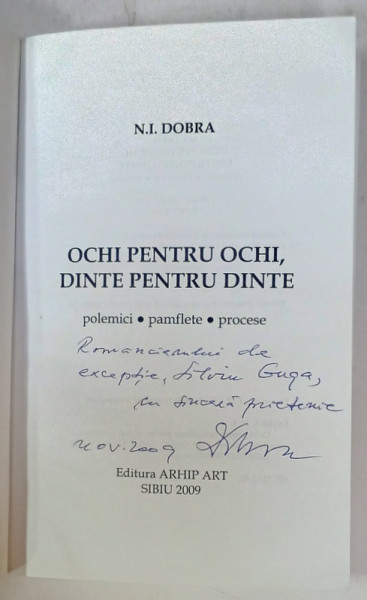 N.I. DOBRA
OCHI PENTRU OCHI,
DINTE PENTRU DINTE
polemici • pamflete • procese
Romancierului de
excepție, Silviu Guga,
cu sinceră prietenie
nov. 2009
Editura ARHIP ART
SIBIU 2009